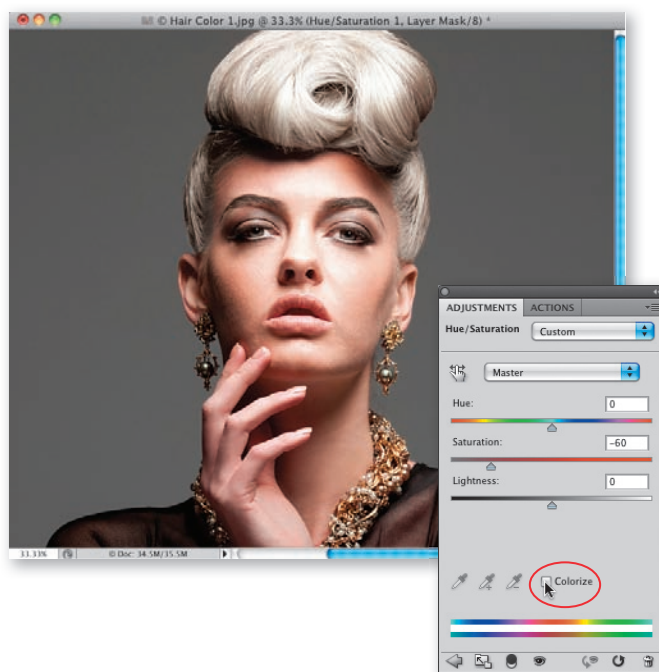 © Hair Color 1.jpg @ 33.3% (Hue/Saturation 1, Layer Mask/8) *
ADJUSTMENTS ACTIONS
Hue/Saturation Custom
Master
Hue: 0
Saturation: -60
Lightness: 0
33.33% © Doc: 34.5M/35.5M
Colorize